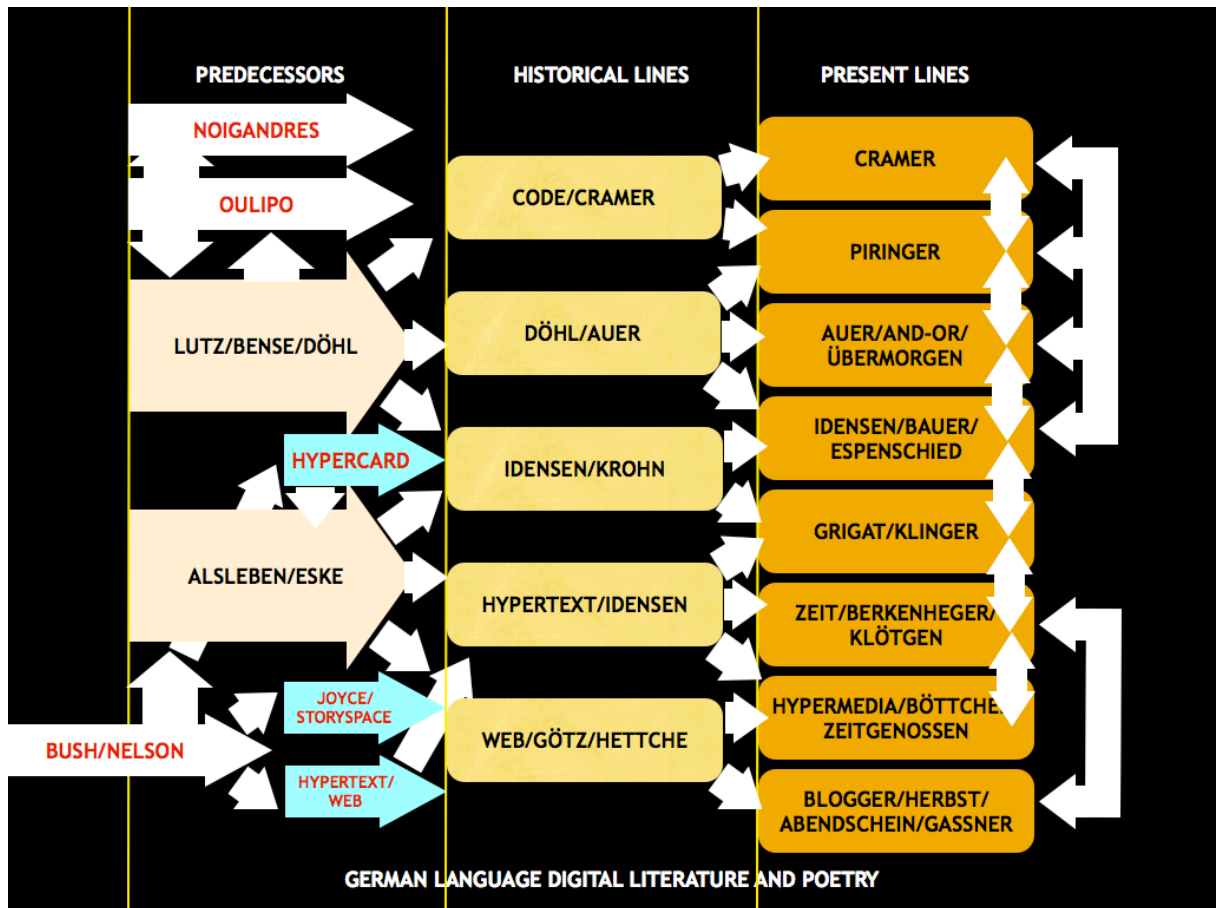 PREDECESSORS
HISTORICAL LINES
PRESENT LINES
NOIGANDRES
OULIPO
LUTZ/BENSE/DÖHL
HYPERCARD
ALSLEBEN/ESKE
JOYCE/
STORYSPACE
BUSH/NELSON
HYPERTEXT/
WEB
CODE/CRAMER
DÖHL/AUER
IDENSEN/KROHN
HYPERTEXT/IDENSEN
WEB/GÖTZ/HETTCHE
CRAMER
PIRINGER
AUER/AND-OR/
ÜBERMORGEN
IDENSEN/BAUER/
ESPENSCHIED
GRIGAT/KLINGER
ZEIT/BERKENHEGER/
KLÖTGEN
HYPERMEDIA/BÖTTCHE
ZEITGENOSSEN
BLOGGER/HERBST/
ABENDSCHEIN/GASSNER
GERMAN LANGUAGE DIGITAL LITERATURE AND POETRY